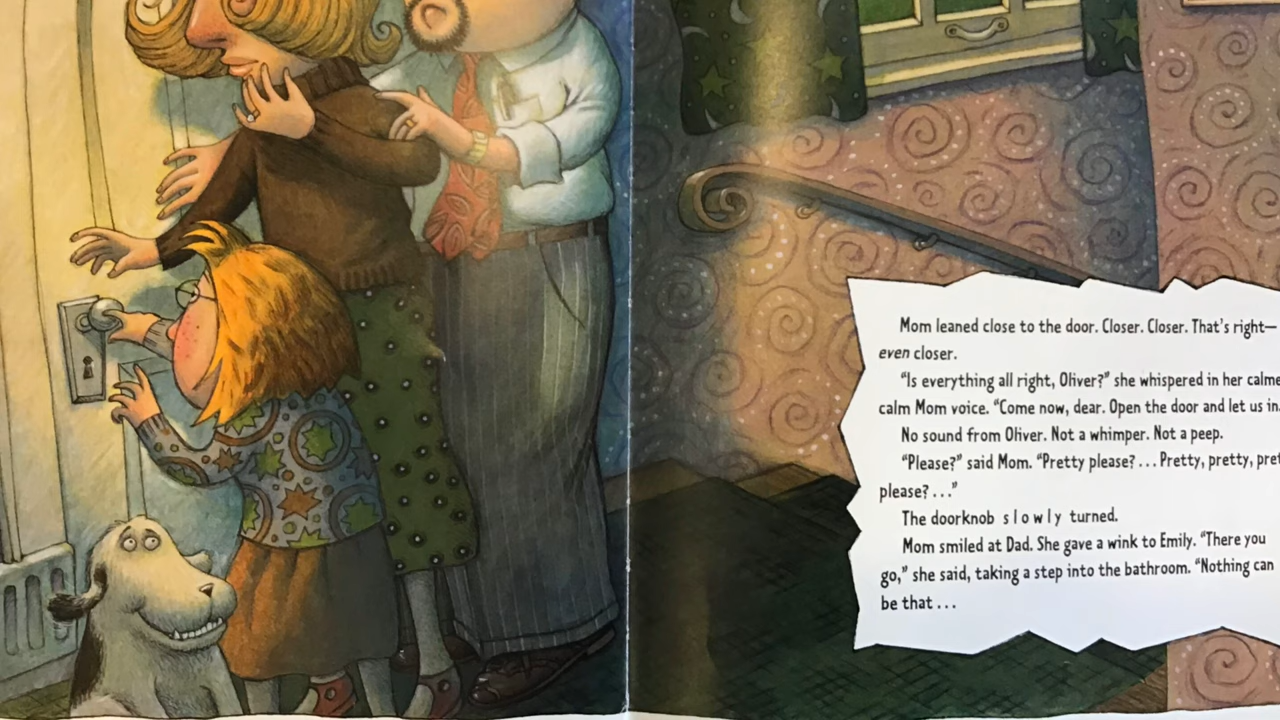 Mom leaned close to the door. Closer. Closer. That's right—
even closer.
"Is everything all right, Oliver?" she whispered in her
calm Mom voice. "Come now, dear. Open the door and let us in.
No sound from Oliver. Not a whimper. Not a peep.
"Please?" said Mom. "Pretty please? ... Pretty, pretty,
please? ..."
The doorknob s l o w l y turned.
Mom smiled at Dad. She gave a wink to Emily. "There you
go," she said, taking a step into the bathroom. "Nothing can
be that ...